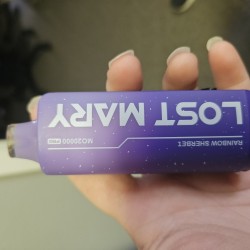 LOST MARY
RAINBOW SHERBET
MO20000 PRO